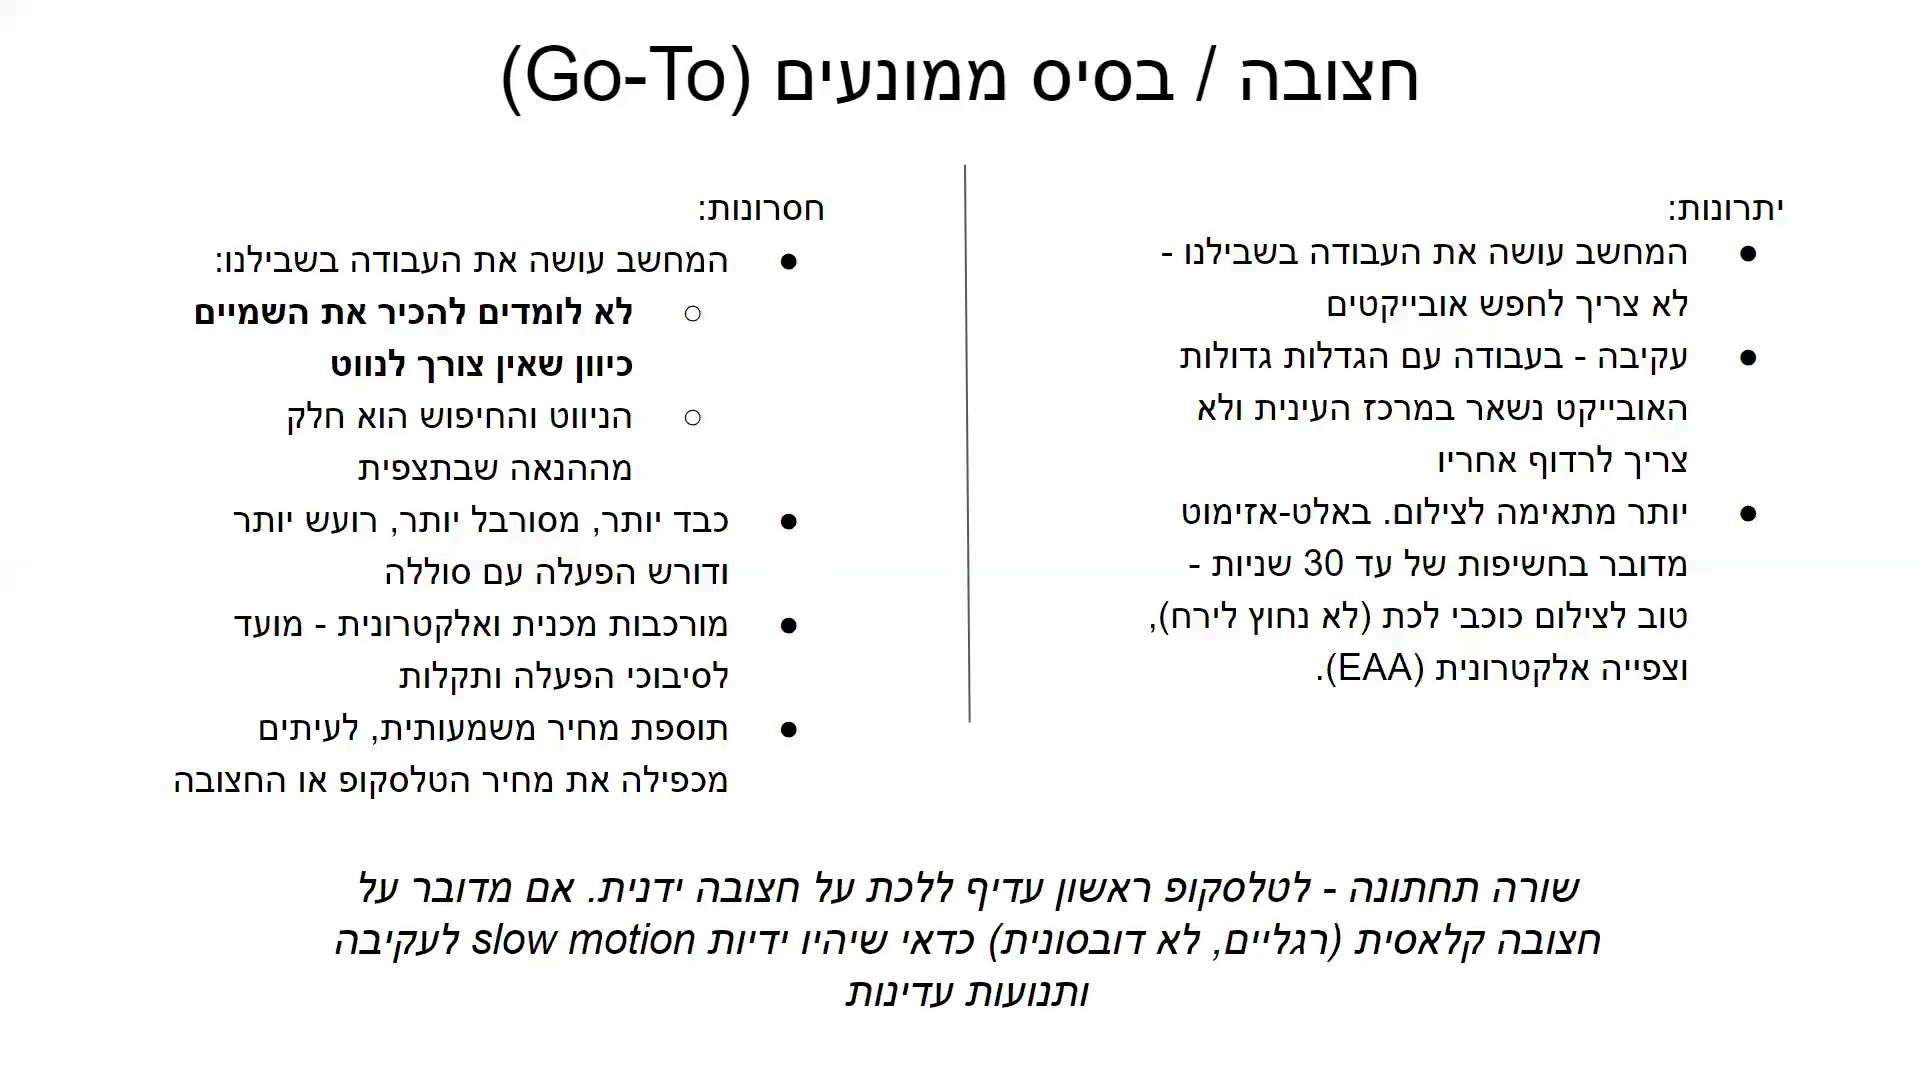 חצובה / בסיס ממונעים (Go-To)
יתרונות:
● המחשב עושה את העבודה בשבילנו -
לא צריך לחפש אובייקטים
● עקיבה - בעבודה עם הגדלות גדולות
האובייקט נשאר במרכז העינית ולא
צריך לרדוף אחריו
● יותר מתאימה לצילום. באלט-אזימוט
מדובר בחשיפות של עד 30 שניות -
טוב לצילום כוכבי לכת (לא נחוץ לירח),
וצפייה אלקטרונית (EAA).
חסרונות:
● המחשב עושה את העבודה בשבילנו:
○ לא לומדים להכיר את השמיים
כיוון שאין צורך לנווט
○ הניווט והחיפוש הוא חלק
מההנאה שבתצפית
● כבד יותר, מסורבל יותר, רועש יותר
ודורש הפעלה עם סוללה
● מורכבות מכנית ואלקטרונית - מועד
לסיבוכי הפעלה ותקלות
● תוספת מחיר משמעותית, לעיתים
מכפילה את מחיר הטלסקופ או החצובה
שורה תחתונה - לטלסקופ ראשון עדיף ללכת על חצובה ידנית. אם מדובר על
חצובה קלאסית (רגליים, לא דובסונית) כדאי שיהיו ידיות slow motion לעקיבה
ותנועות עדינות